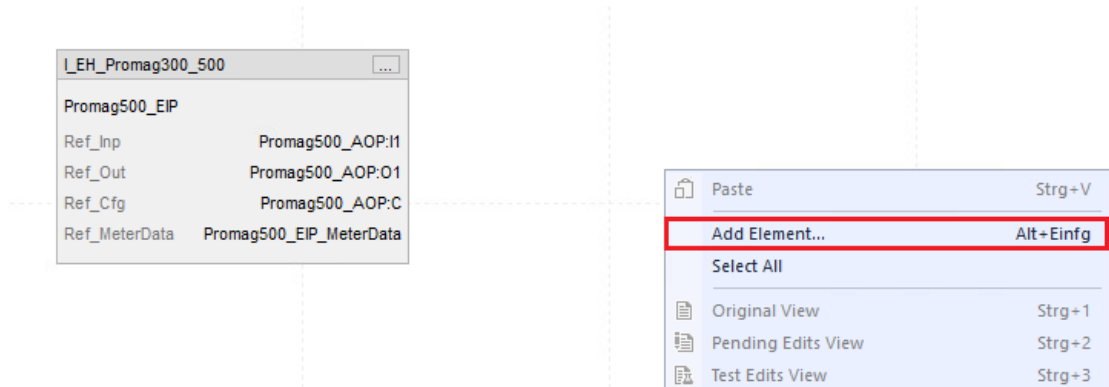 I_EH_Promag300_500 ...
Promag500_EIP
Ref_Inp Promag500_AOP:I1
Ref_Out Promag500_AOP:O1
Ref_Cfg Promag500_AOP:C
Ref_MeterData Promag500_EIP_MeterData
Paste Strg+V
Add Element... Alt+Einfg
Select All
Original View Strg+1
Pending Edits View Strg+2
Test Edits View Strg+3